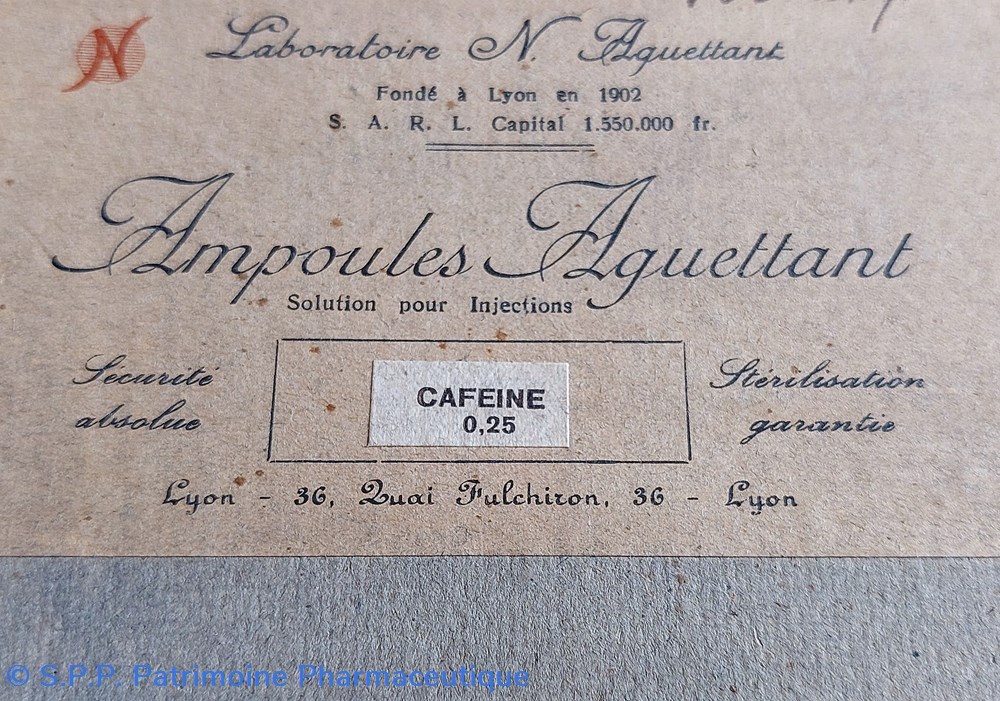 N
Laboratoire N. Aguettant
Fondé à Lyon en 1902
S. A. R. L. Capital 1.550.000 fr.
Ampoules Aguettant
Solution pour Injections
Sécurité absolue
CAFEINE
0,25
Stérilisation garantie
Lyon - 36, Quai Fulchiron, 36 - Lyon
© S.P.P. Patrimoine Pharmaceutique